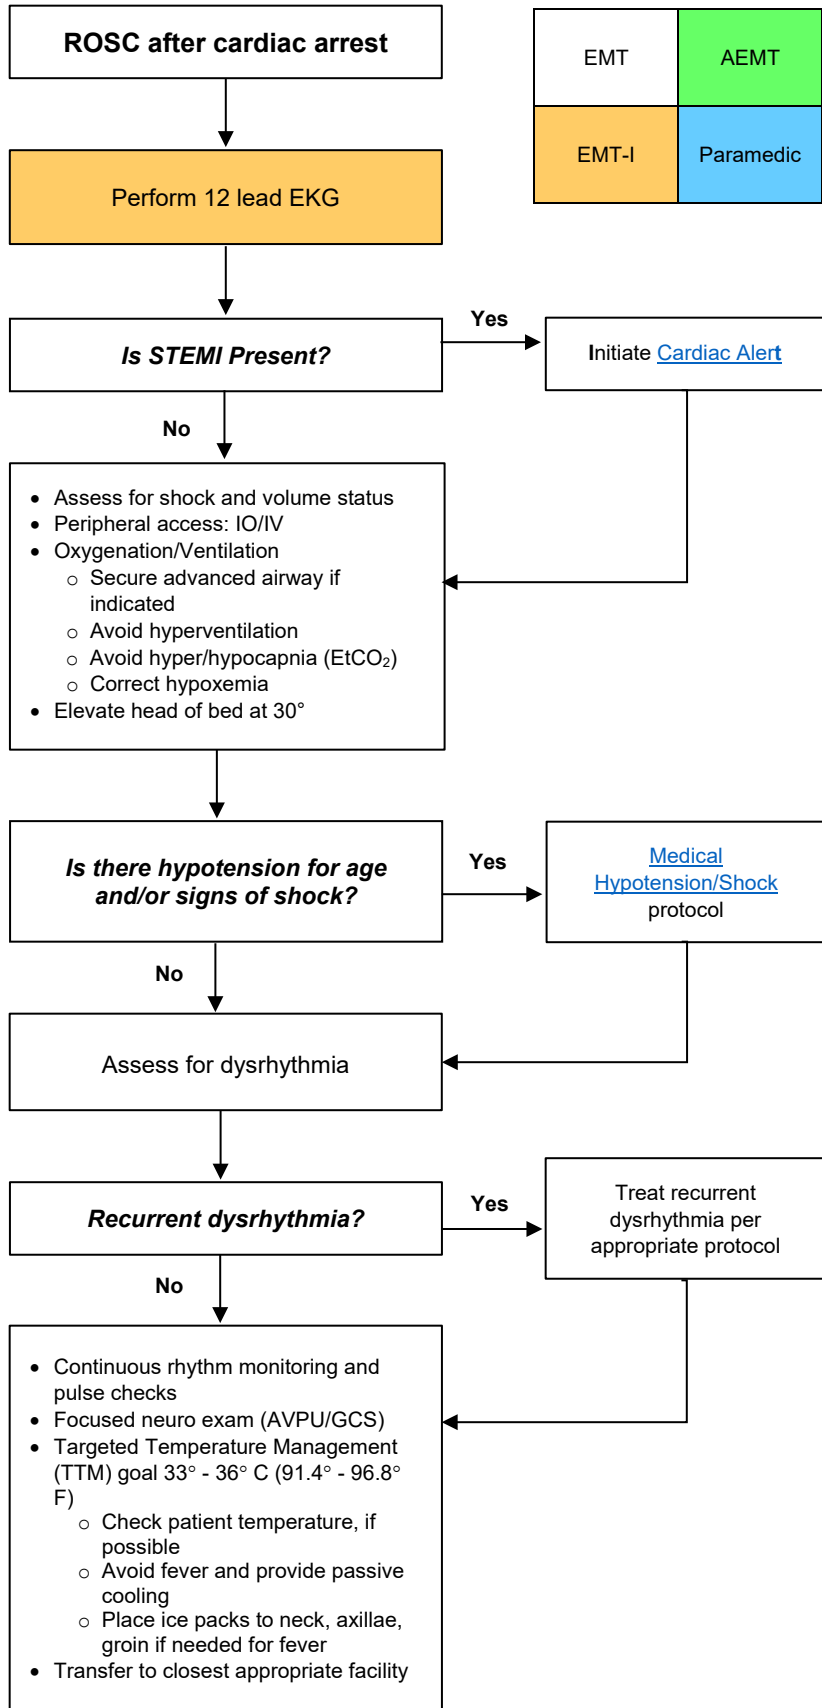 ROSC after cardiac arrest
EMT
AEMT
EMT-I
Paramedic
Perform 12 lead EKG
Is STEMI Present?
Yes
Initiate Cardiac Alert
No
• Assess for shock and volume status
• Peripheral access: IO/IV
• Oxygenation/Ventilation
o Secure advanced airway if
indicated
o Avoid hyperventilation
o Avoid hyper/hypocapnia (EtCO₂)
o Correct hypoxemia
• Elevate head of bed at 30°
Is there hypotension for age
and/or signs of shock?
Yes
Medical
Hypotension/Shock
protocol
No
Assess for dysrhythmia
Recurrent dysrhythmia?
Yes
Treat recurrent
dysrhythmia per
appropriate protocol
No
• Continuous rhythm monitoring and
pulse checks
• Focused neuro exam (AVPU/GCS)
• Targeted Temperature Management
(TTM) goal 33° - 36° C (91.4° - 96.8°
F)
o Check patient temperature, if
possible
o Avoid fever and provide passive
cooling
o Place ice packs to neck, axillae,
groin if needed for fever
• Transfer to closest appropriate facility